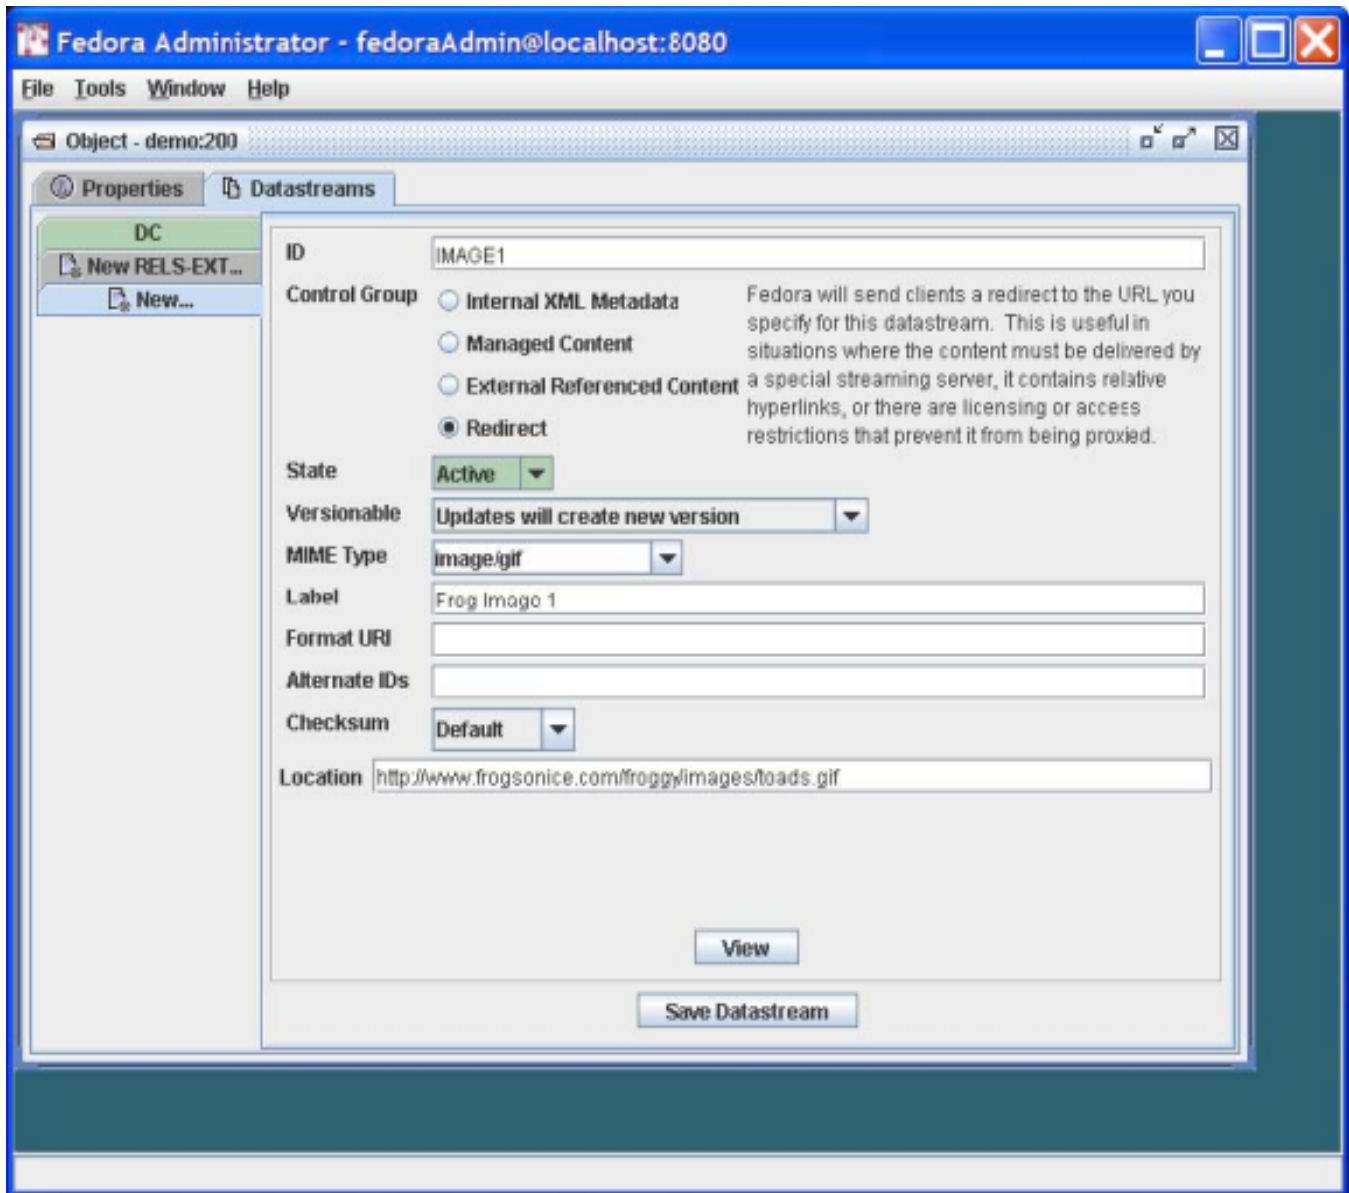 Fedora Administrator - fedoraAdmin@localhost:8080
File Tools Window Help
Object - demo:200
Properties Datastreams
DC
New RELS-EXT...
New...
ID IMAGE1
Control Group
Internal XML Metadata
Managed Content
External Referenced Content
Redirect
Fedora will send clients a redirect to the URL you
specify for this datastream. This is useful in
situations where the content must be delivered by
a special streaming server, it contains relative
hyperlinks, or there are licensing or access
restrictions that prevent it from being proxied.
State Active
Versionable Updates will create new version
MIME Type image/gif
Label Frog Image 1
Format URI
Alternate IDs
Checksum Default
Location http://www.frogsonice.com/froggy/images/toads.gif
View
Save Datastream